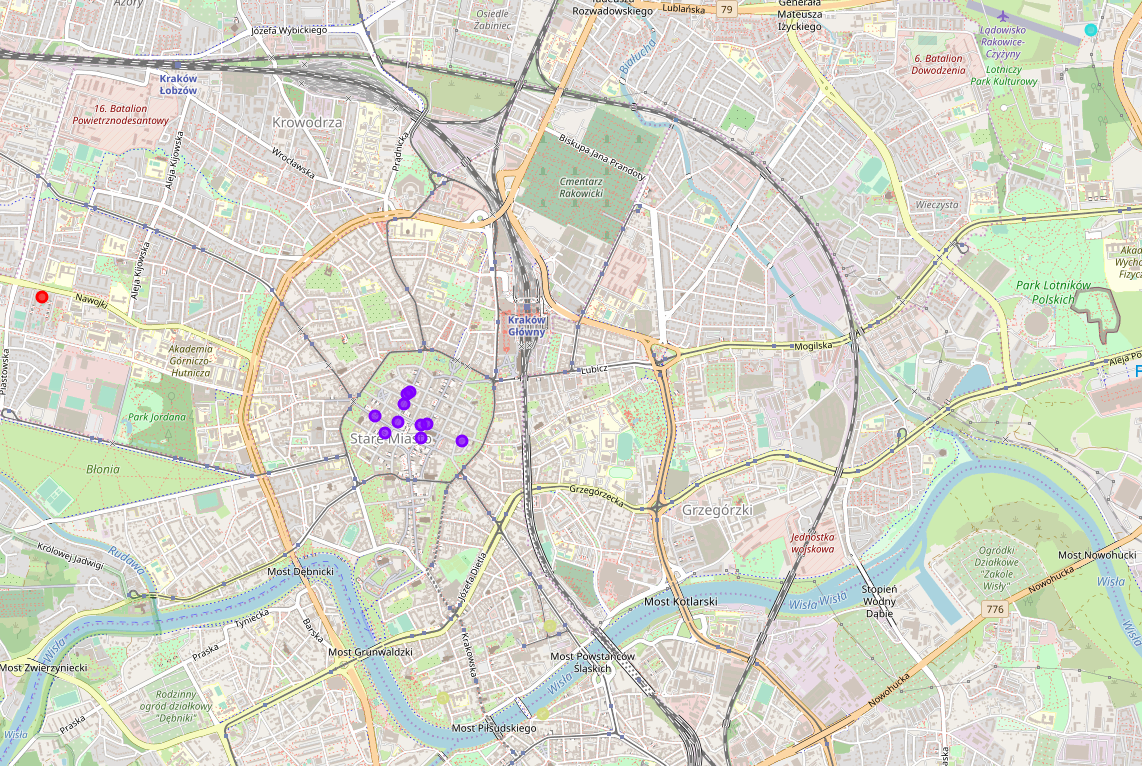 Azory
Osiedle
Żabiniec
Tadeusza
Rozwadowskiego
Lublańska
79
Generała
Mateusza
Iżyckiego
Józefa Wybickiego
Białucha
Lądowisko
Rakowice-
Czyżyny
6. Batalion
Dowodzenia
Lotniczy
Park Kulturowy
Kraków
Łobzów
16. Batalion
Powietrznodesantowy
Krowodrza
Prądnicka
Wrocławska
Aleja Kijowska
Biskupa Jana Prandoty
Cmentarz
Rakowicki
Wieczysta
Aleja Kijowska
Nawojki
Park Lotników
Polskich
Kraków
Główny
Mogilska
Lubicz
Akademia
Górniczo-
Hutnicza
Piastowska
Park Jordana
Stare Miasto
Błonia
Grzegórzecka
Grzegórzki
Jednostka
wojskowa
Rudawa
Królowej Jadwigi
Most Dębnicki
Józefa Dietla
Ogródki
Działkowe
"Zakole
Wisły"
Most Nowohucki
Nowohucka
776
Stopień
Wodny
Dąbie
Most Kotlarski
Wisła
Wisła
Wisła
Wisła
Tyniecka
Barska
Praska
Most Grunwaldzki
Krakowska
Most Powstańców
Śląskich
Wisła
Most Zwierzyniecki
Rodzinny
ogród działkowy
"Dębniki"
Praska
Wisła
Most Piłsudskiego
Nowohucka